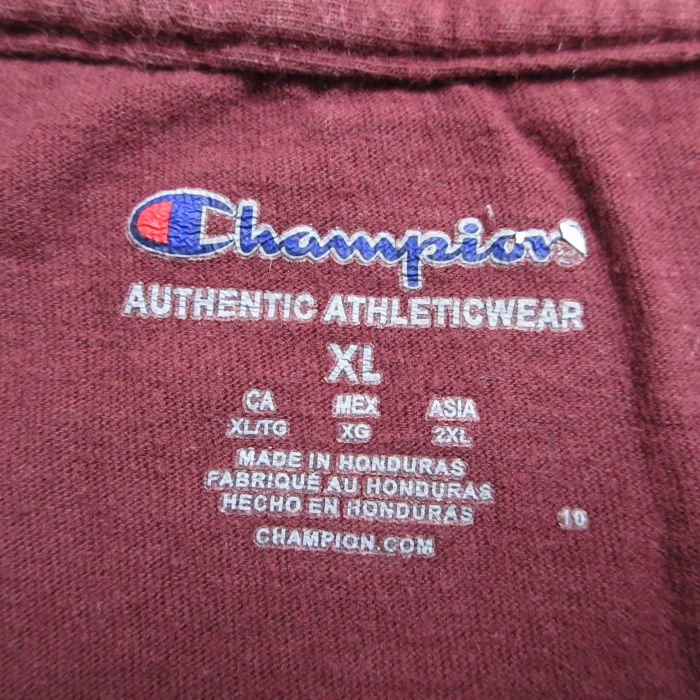 Champion
AUTHENTIC ATHLETICWEAR
XL
CA MEX ASIA
XL/TG XG 2XL
MADE IN HONDURAS
FABRIQUÉ AU HONDURAS
HECHO EN HONDURAS
10
CHAMPION.COM